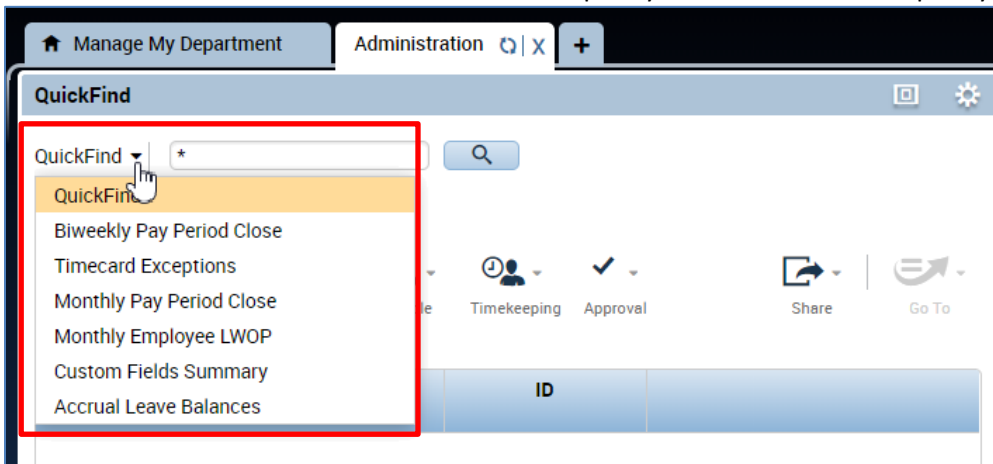 Manage My Department
Administration X +
QuickFind
QuickFind *
QuickFind
Biweekly Pay Period Close
Timecard Exceptions
Monthly Pay Period Close
Monthly Employee LWOP
Custom Fields Summary
Accrual Leave Balances
le Timekeeping Approval Share Go To
ID